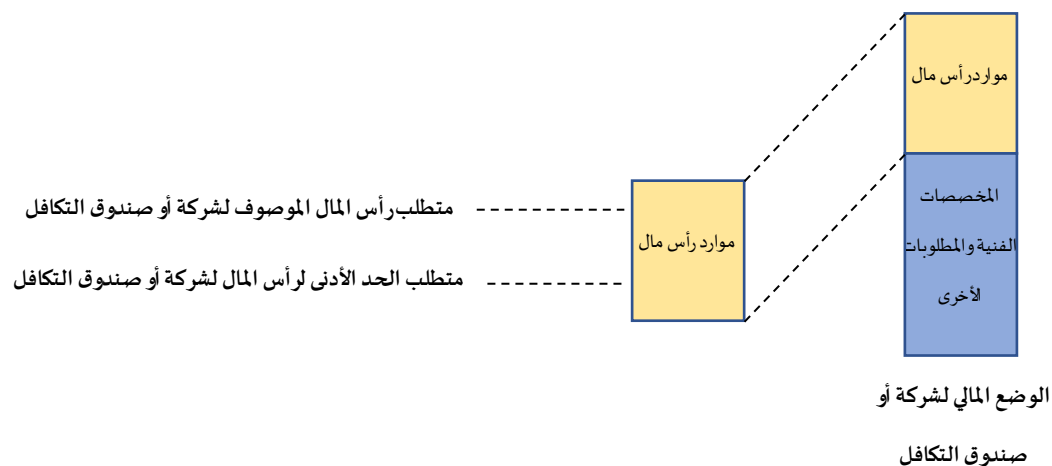 موارد رأس مال
المخصصات
الفنية والمطلوبات
الأخرى
موارد رأس مال
متطلب رأس المال الموصوف لشركة أو صندوق التكافل
متطلب الحد الأدنى لرأس المال لشركة أو صندوق التكافل
الوضع المالي لشركة أو
صندوق التكافل